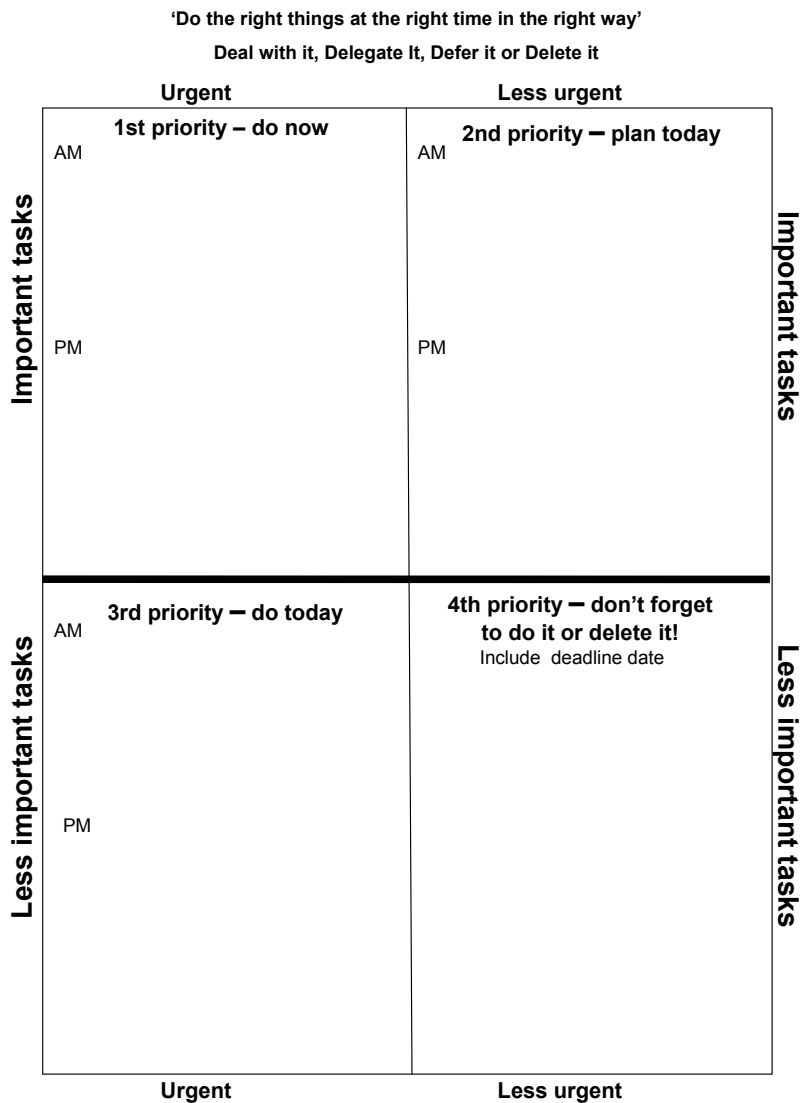 ‘Do the right things at the right time in the right way’
Deal with it, Delegate It, Defer it or Delete it
Urgent
Less urgent
Important tasks
1st priority – do now
AM
PM
2nd priority – plan today
AM
PM
Important tasks
Less important tasks
3rd priority – do today
AM
PM
4th priority – don’t forget
to do it or delete it!
Include  deadline date
Less important tasks
Urgent
Less urgent